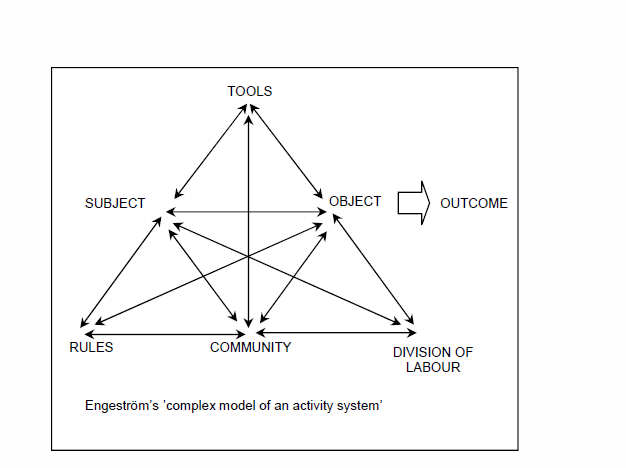 TOOLS
SUBJECT
OBJECT
OUTCOME
RULES
COMMUNITY
DIVISION OF
LABOUR
Engeström's 'complex model of an activity system'